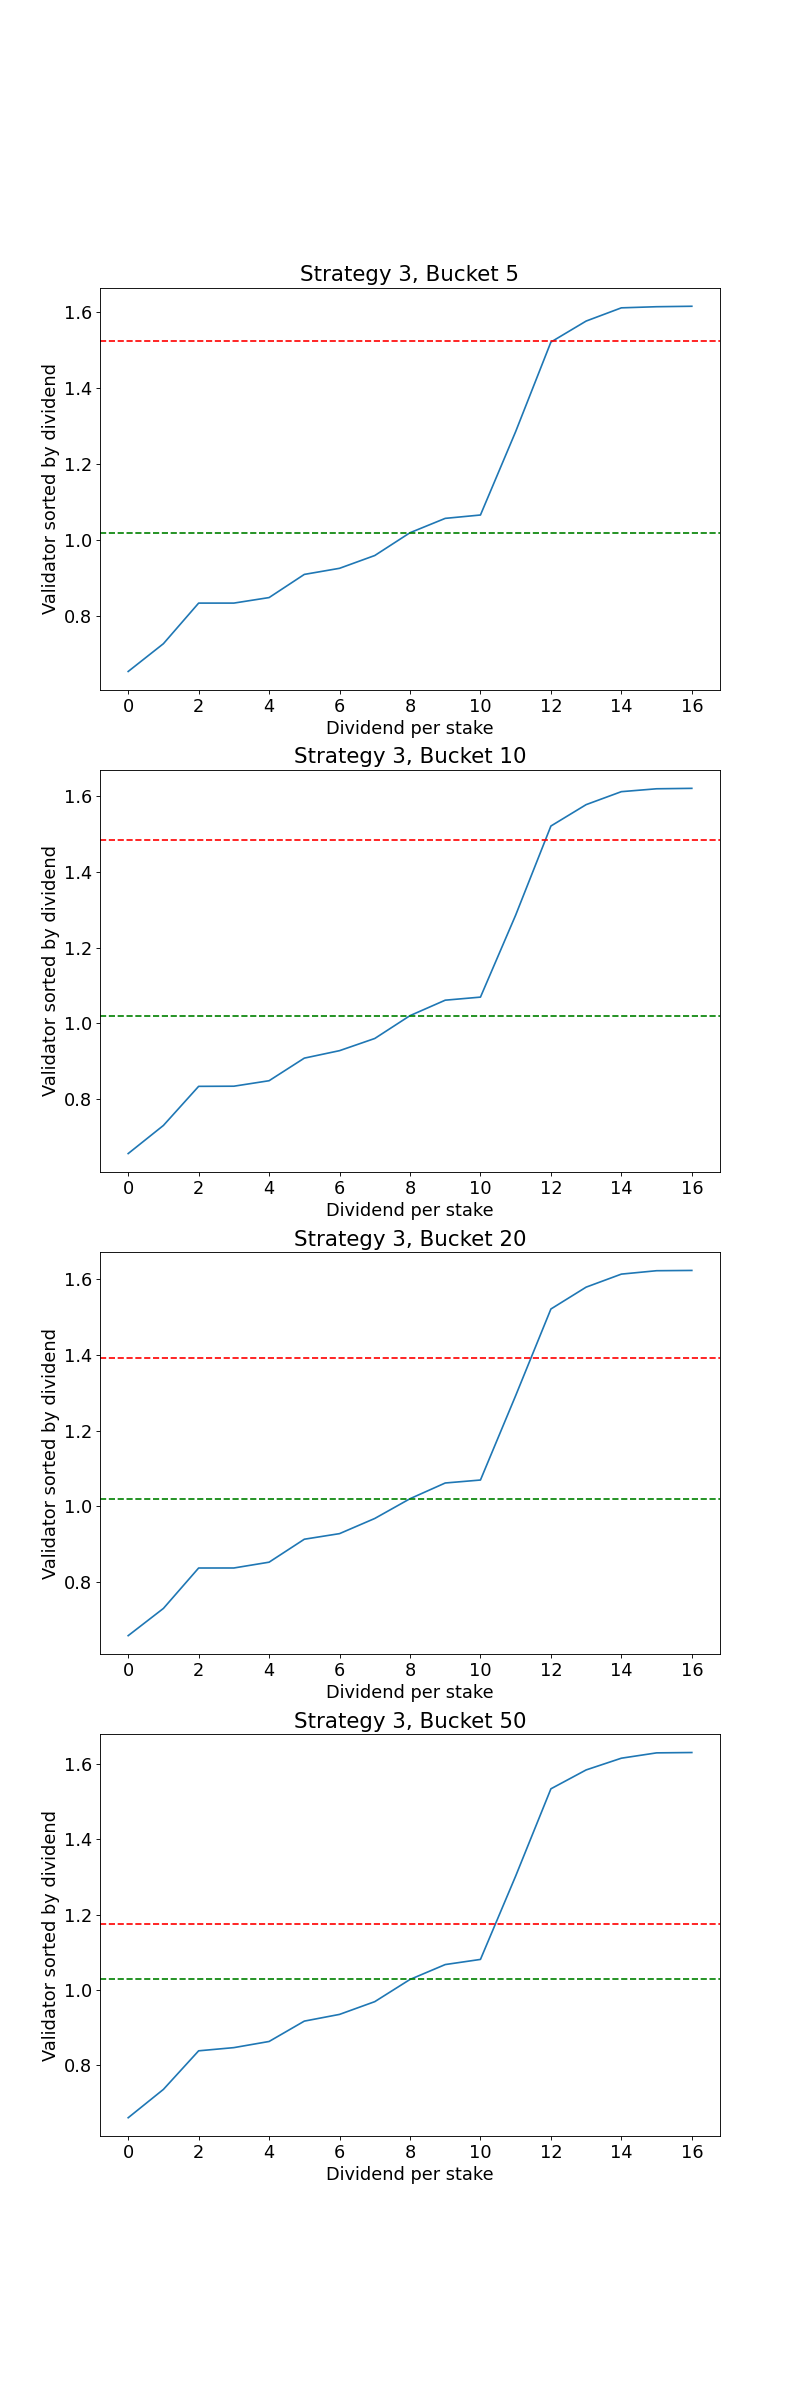 Strategy 3, Bucket 5
1.6
1.4
1.2
1.0
0.8
Validator sorted by dividend
0 2 4 6 8 10 12 14 16
Dividend per stake
Strategy 3, Bucket 10
1.6
1.4
1.2
1.0
0.8
Validator sorted by dividend
0 2 4 6 8 10 12 14 16
Dividend per stake
Strategy 3, Bucket 20
1.6
1.4
1.2
1.0
0.8
Validator sorted by dividend
0 2 4 6 8 10 12 14 16
Dividend per stake
Strategy 3, Bucket 50
1.6
1.4
1.2
1.0
0.8
Validator sorted by dividend
0 2 4 6 8 10 12 14 16
Dividend per stake